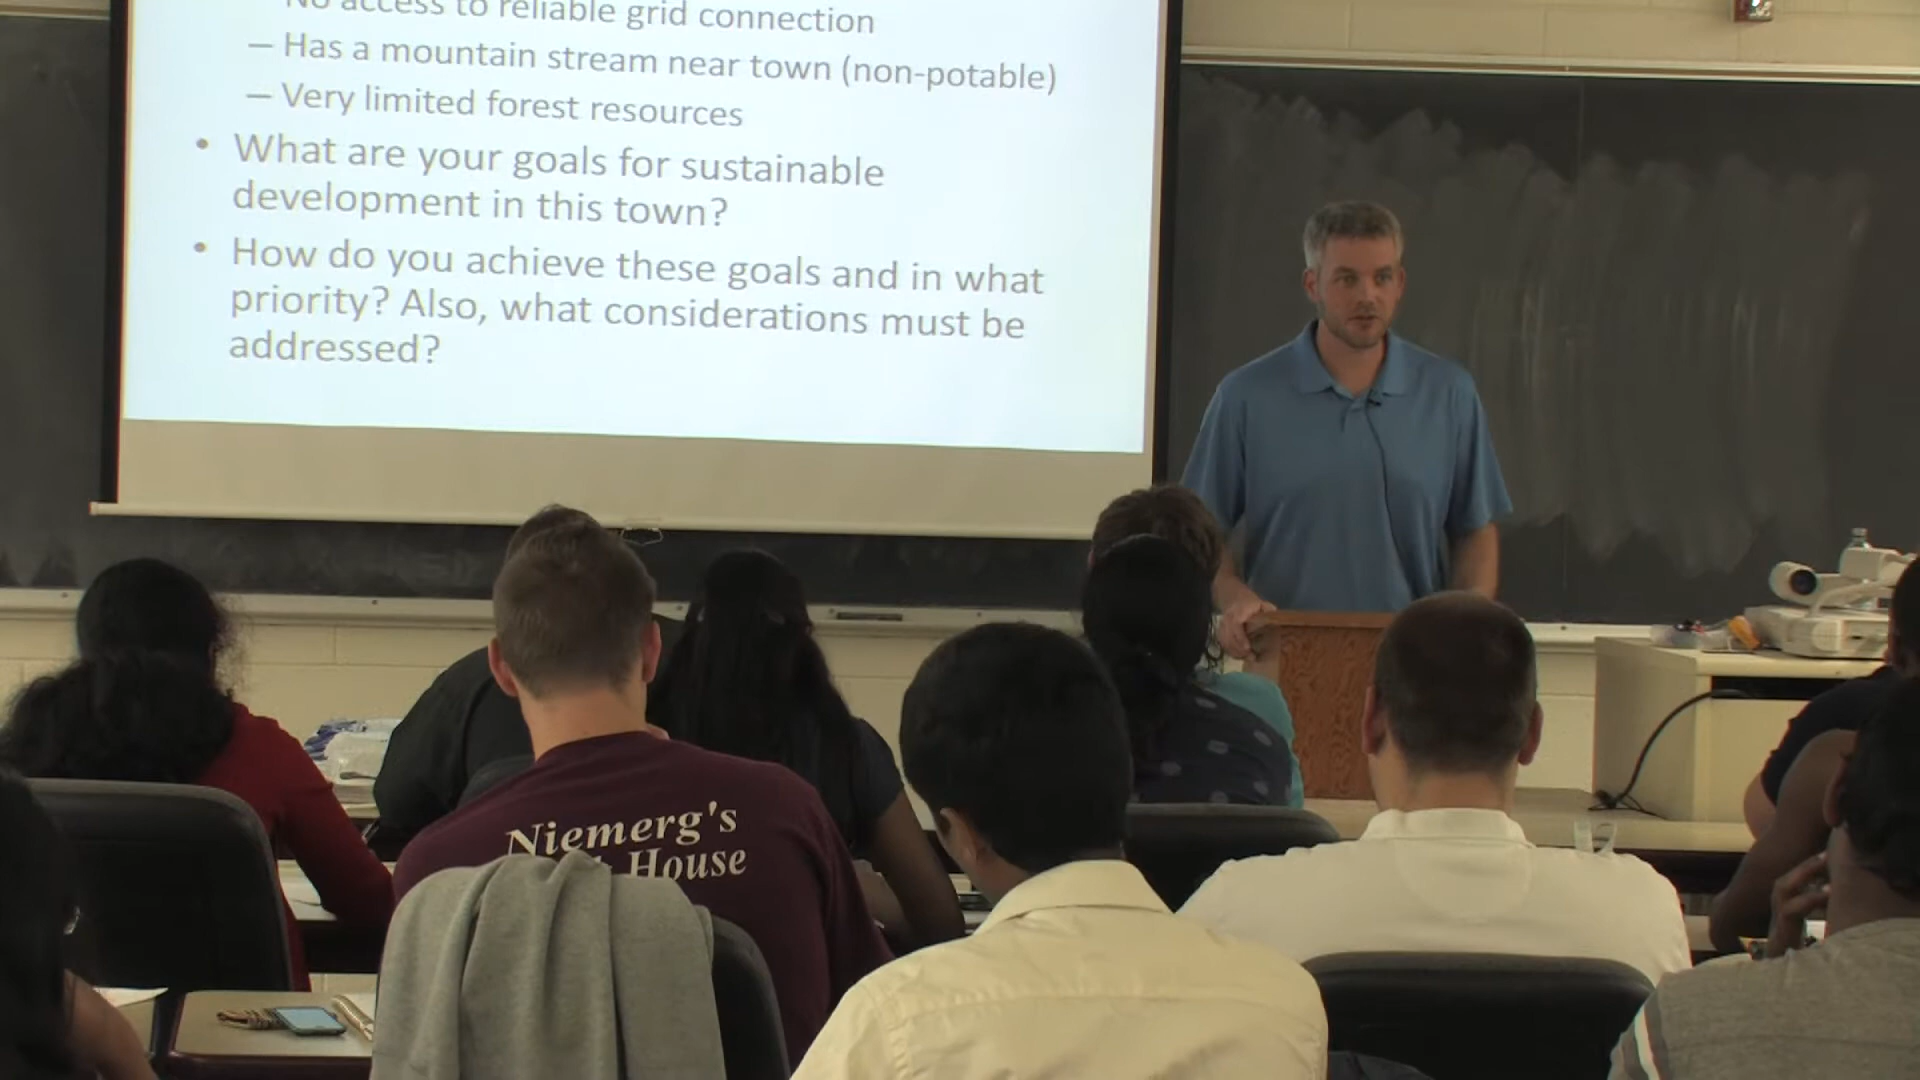 No access to reliable grid connection
– Has a mountain stream near town (non-potable)
– Very limited forest resources
• What are your goals for sustainable
development in this town?
• How do you achieve these goals and in what
priority? Also, what considerations must be
addressed?
Niemerg's
House